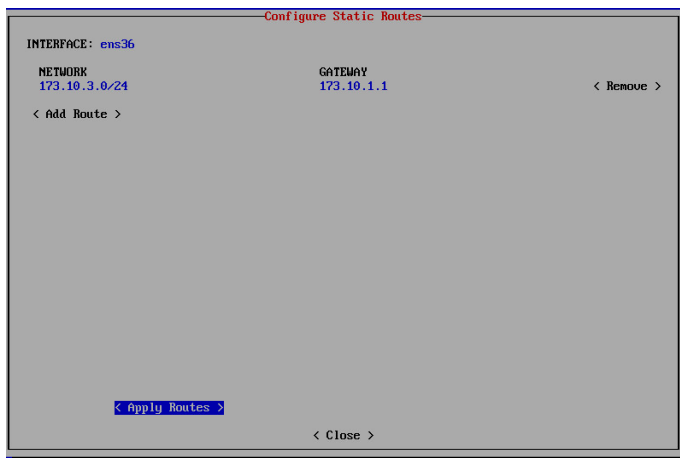 Configure Static Routes
INTERFACE: ens36
NETWORK GATEWAY
173.10.3.0/24 173.10.1.1 < Remove >
< Add Route >
< Apply Routes >
< Close >